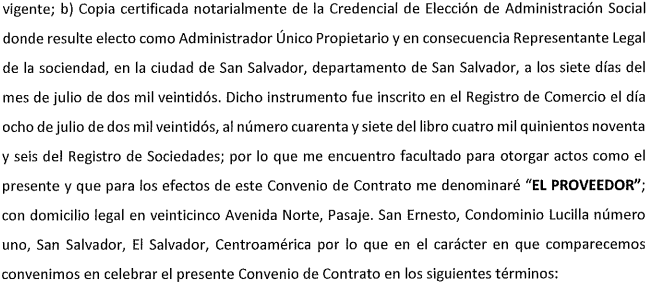 vigente; b) Copia certificada notarialmente de la Credencial de Elección de Administración Social
donde resulte electo como Administrador Único Propietario y en consecuencia Representante Legal
de la sociendad, en la ciudad de San Salvador, departamento de San Salvador, a los siete días del
mes de julio de dos mil veintidós. Dicho instrumento fue inscrito en el Registro de Comercio el día
ocho de julio de dos mil veintidós, al número cuarenta y siete del libro cuatro mil quinientos noventa
y seis del Registro de Sociedades; por lo que me encuentro facultado para otorgar actos como el
presente y que para los efectos de este Convenio de Contrato me denominaré “EL PROVEEDOR”;
con domicilio legal en veinticinco Avenida Norte, Pasaje. San Ernesto, Condominio Lucilla número
uno, San Salvador, El Salvador, Centroamérica por lo que en el carácter en que comparecemos
convenimos en celebrar el presente Convenio de Contrato en los siguientes términos: